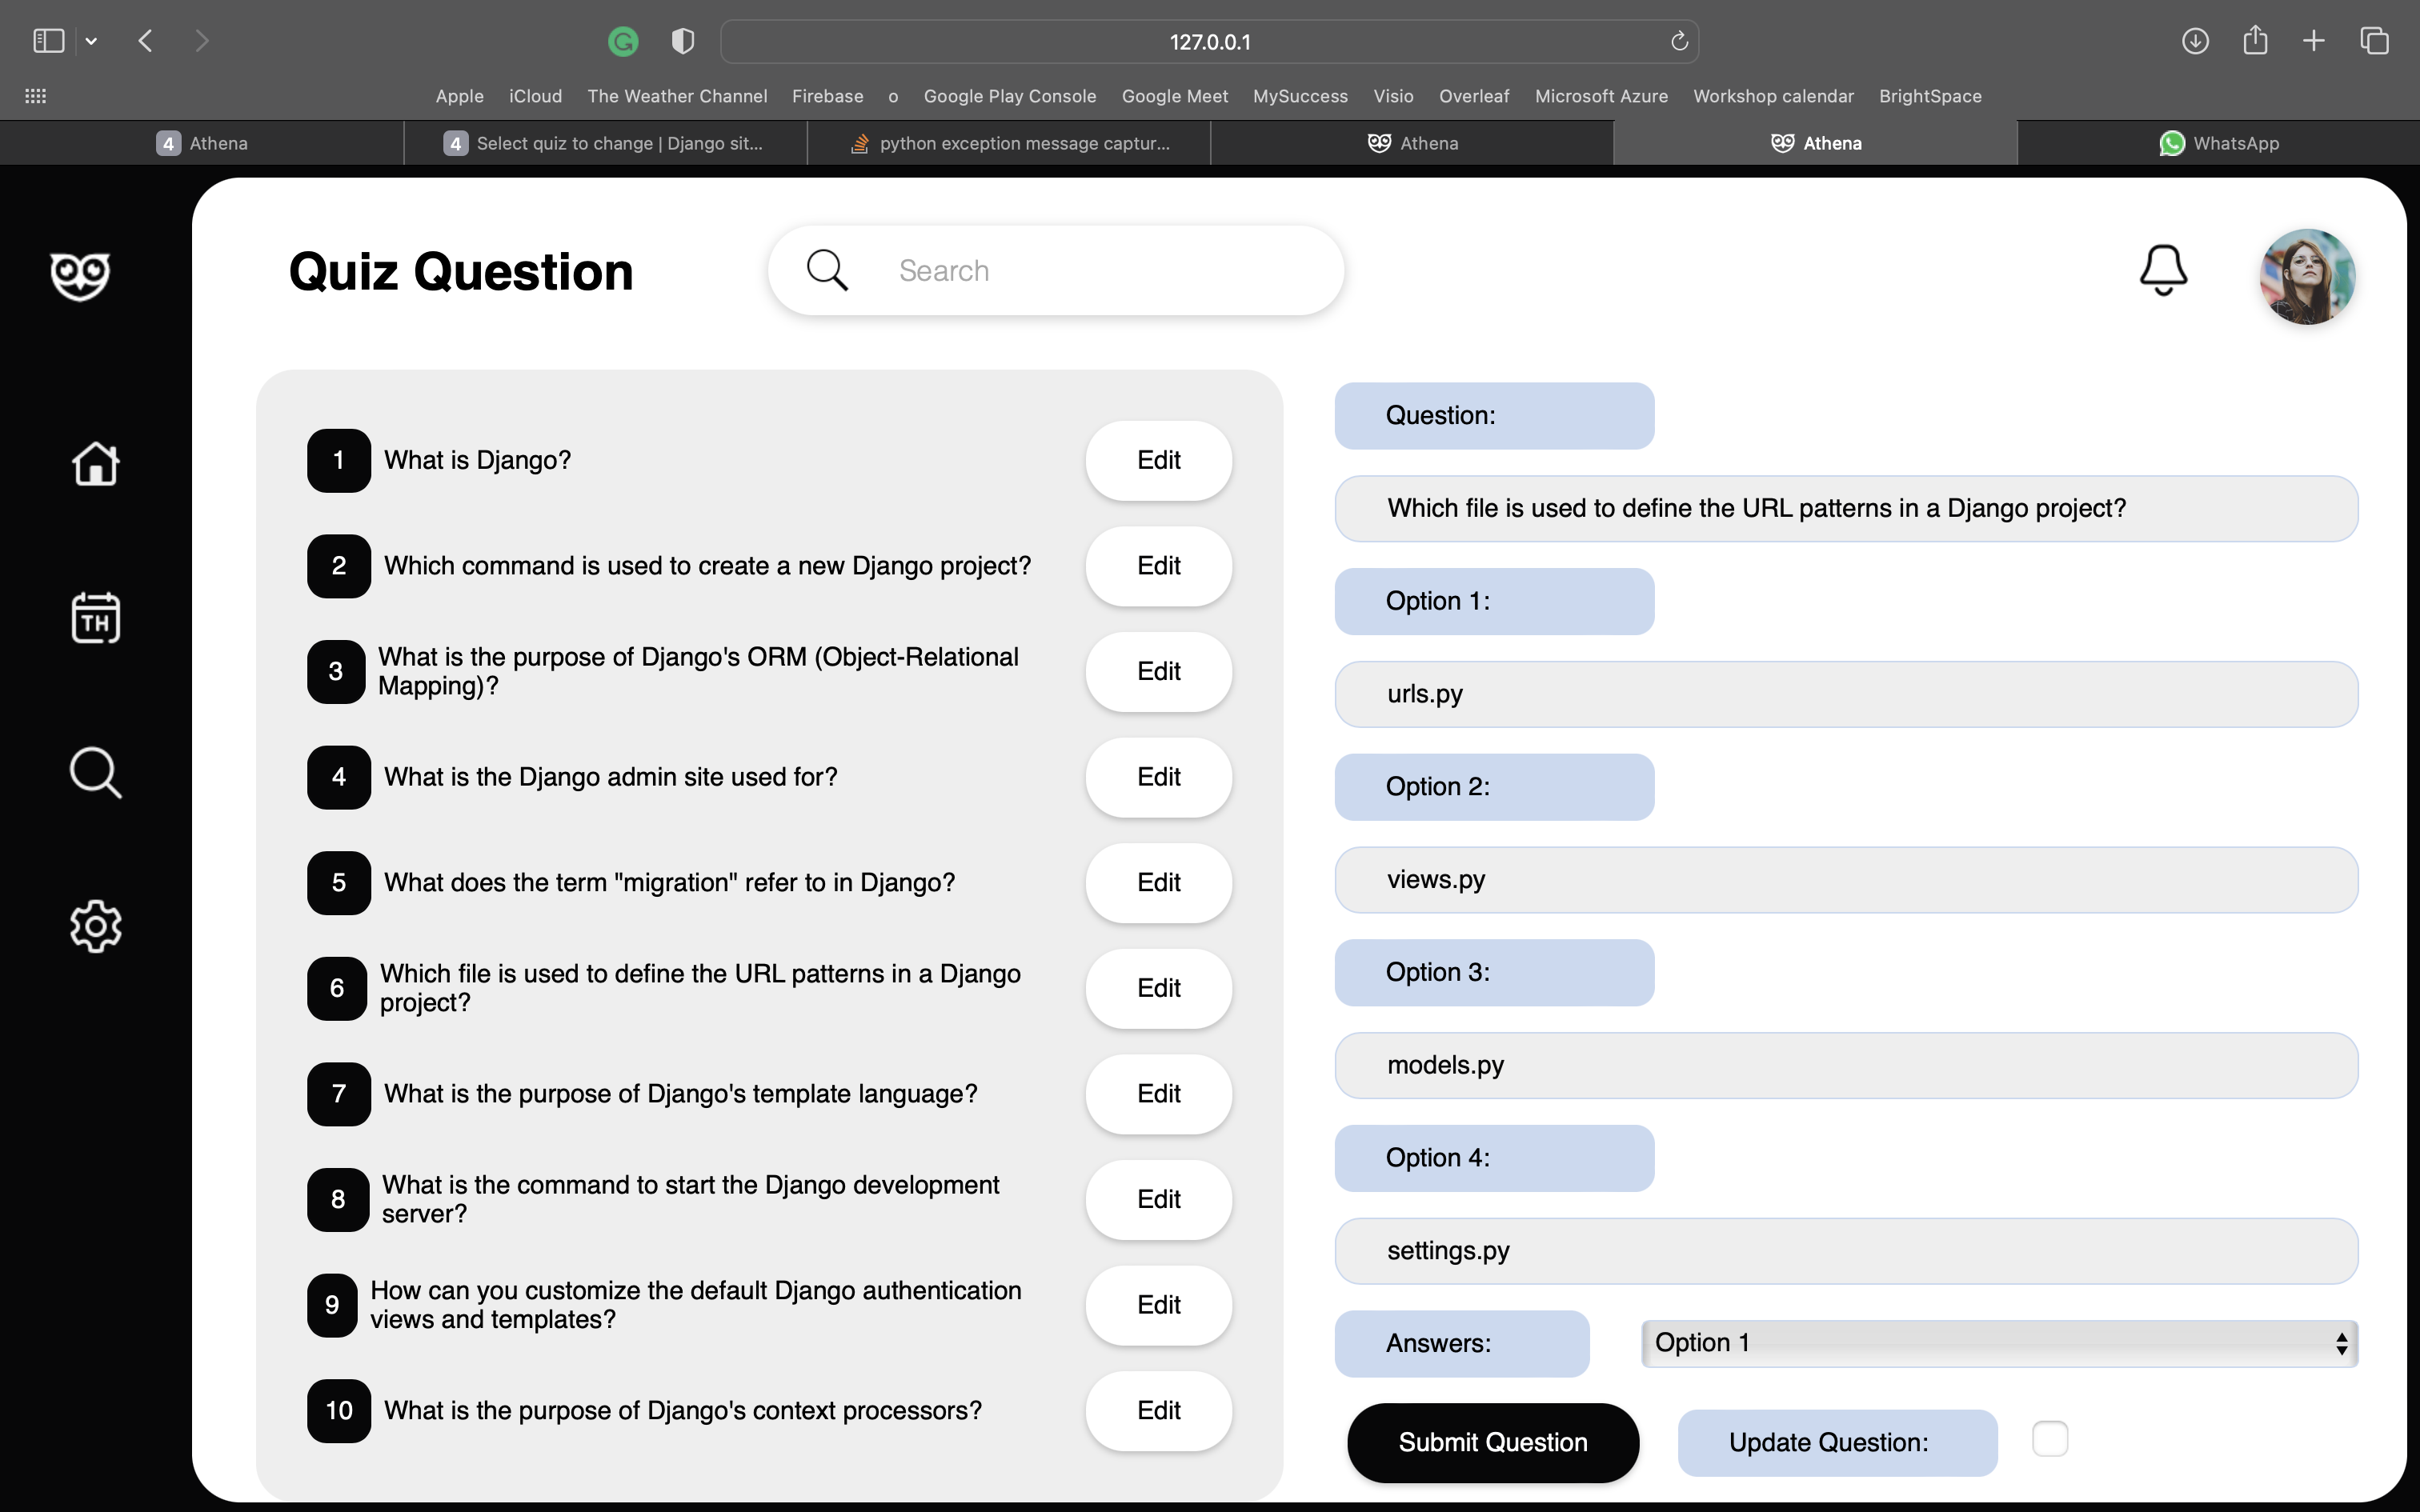 127.0.0.1
Apple iCloud The Weather Channel Firebase o Google Play Console Google Meet MySuccess Visio Overleaf Microsoft Azure Workshop calendar BrightSpace
4 Athena
4 Select quiz to change | Django sit...
python exception message captur...
Athena
Athena
WhatsApp
Quiz Question
Search
TH
1 What is Django? Edit
2 Which command is used to create a new Django project? Edit
3 What is the purpose of Django's ORM (Object-Relational
Mapping)? Edit
4 What is the Django admin site used for? Edit
5 What does the term "migration" refer to in Django? Edit
6 Which file is used to define the URL patterns in a Django
project? Edit
7 What is the purpose of Django's template language? Edit
8 What is the command to start the Django development
server? Edit
9 How can you customize the default Django authentication
views and templates? Edit
10 What is the purpose of Django's context processors? Edit
Question:
Which file is used to define the URL patterns in a Django project?
Option 1:
urls.py
Option 2:
views.py
Option 3:
models.py
Option 4:
settings.py
Answers: Option 1
Submit Question Update Question: